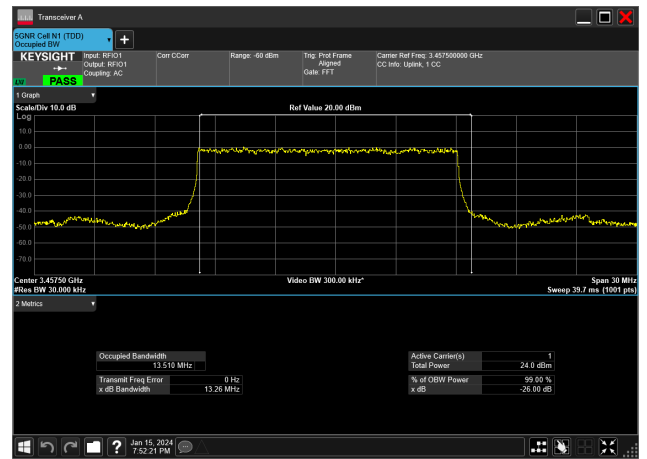 Transceiver A
5GNR Cell N1 (TDD)
Occupied BW
KEYSIGHT
LW
PASS
Input: RFIO1
Output: RFIO1
Coupling: AC
Corr CCorr
Range: -60 dBm
Trig: Prot Frame
Aligned
Gate: FFT
Carrier Ref Freq: 3.457500000 GHz
CC Info: Uplink, 1 CC
1 Graph
Scale/Div 10.0 dB
Ref Value 20.00 dBm
Log
10.0
0.00
-10.0
-20.0
-30.0
-40.0
-50.0
-60.0
-70.0
Center 3.45750 GHz
Video BW 300.00 kHz*
Span 30 MHz
#Res BW 30.000 kHz
Sweep 39.7 ms (1001 pts)
2 Metrics
Occupied Bandwidth
13.510 MHz
Transmit Freq Error 0 Hz
x dB Bandwidth 13.26 MHz
Active Carrier(s) 1
Total Power 24.0 dBm
% of OBW Power 99.00 %
x dB -26.00 dB
Jan 15, 2024
7:52:21 PM